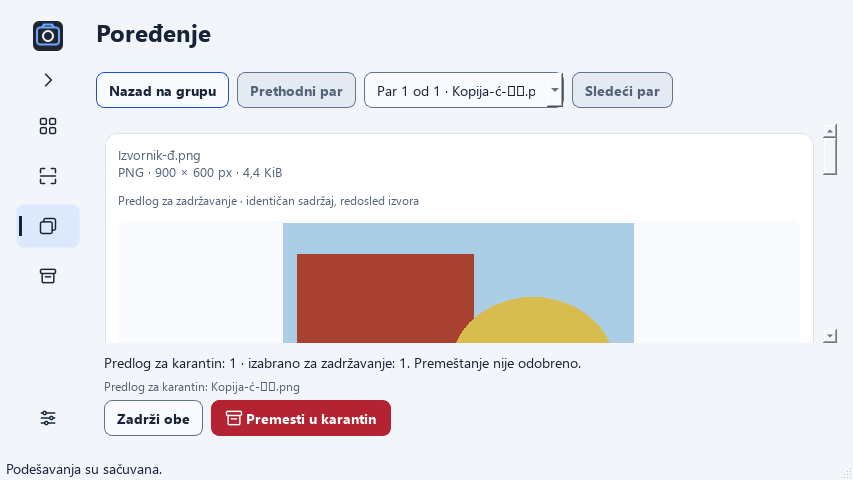 Poređenje
Nazad na grupu
Prethodni par
Par 1 od 1 · Kopija-ć-▯▯.p
Sledeći par
Izvornik-đ.png
PNG · 900 × 600 px · 4,4 KiB
Predlog za zadržavanje · identičan sadržaj, redosled izvora
Predlog za karantin: 1 · izabrano za zadržavanje: 1. Premeštanje nije odobreno.
Predlog za karantin: Kopija-ć-▯▯.png
Zadrži obe
Premesti u karantin
Podešavanja su sačuvana.